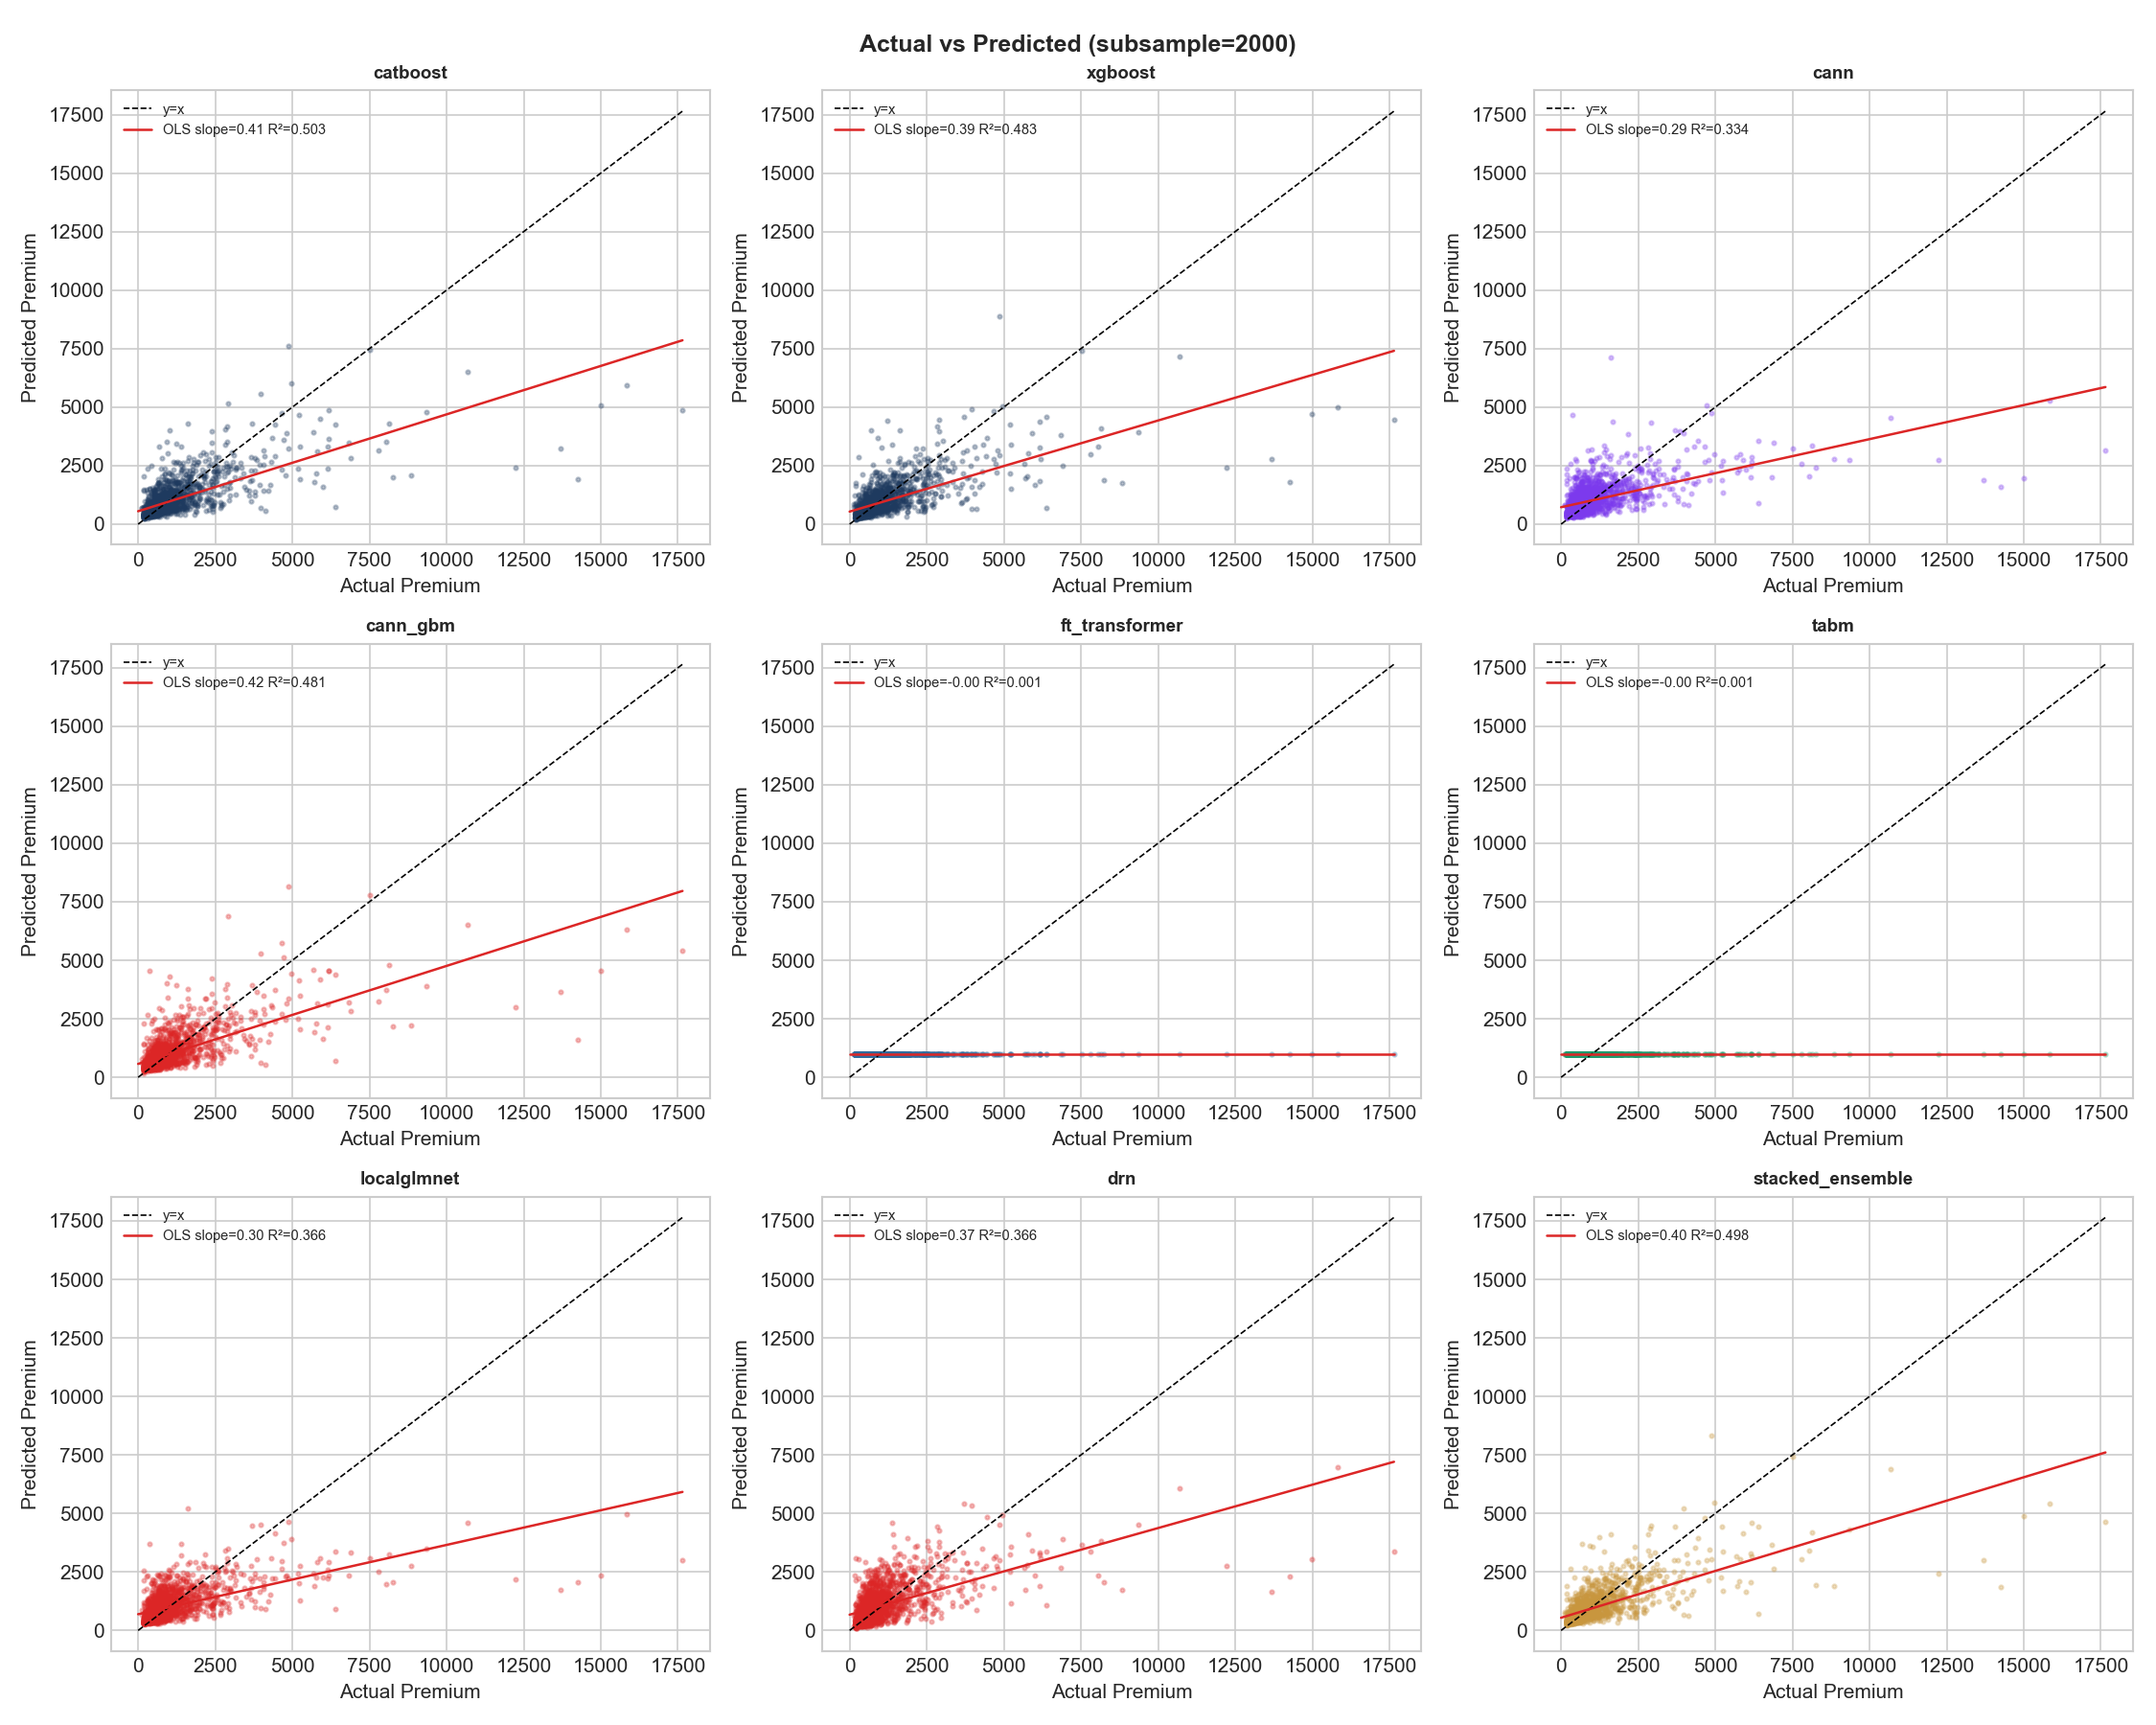 Actual vs Predicted (subsample=2000)
catboost
y=x
OLS slope=0.41 R²=0.503
17500
15000
12500
10000
7500
5000
2500
0
Predicted Premium
0 2500 5000 7500 10000 12500 15000 17500
Actual Premium
xgboost
y=x
OLS slope=0.39 R²=0.483
17500
15000
12500
10000
7500
5000
2500
0
Predicted Premium
0 2500 5000 7500 10000 12500 15000 17500
Actual Premium
cann
y=x
OLS slope=0.29 R²=0.334
17500
15000
12500
10000
7500
5000
2500
0
Predicted Premium
0 2500 5000 7500 10000 12500 15000 17500
Actual Premium
cann_gbm
y=x
OLS slope=0.42 R²=0.481
17500
15000
12500
10000
7500
5000
2500
0
Predicted Premium
0 2500 5000 7500 10000 12500 15000 17500
Actual Premium
ft_transformer
y=x
OLS slope=-0.00 R²=0.001
17500
15000
12500
10000
7500
5000
2500
0
Predicted Premium
0 2500 5000 7500 10000 12500 15000 17500
Actual Premium
tabm
y=x
OLS slope=-0.00 R²=0.001
17500
15000
12500
10000
7500
5000
2500
0
Predicted Premium
0 2500 5000 7500 10000 12500 15000 17500
Actual Premium
localglmnet
y=x
OLS slope=0.30 R²=0.366
17500
15000
12500
10000
7500
5000
2500
0
Predicted Premium
0 2500 5000 7500 10000 12500 15000 17500
Actual Premium
drn
y=x
OLS slope=0.37 R²=0.366
17500
15000
12500
10000
7500
5000
2500
0
Predicted Premium
0 2500 5000 7500 10000 12500 15000 17500
Actual Premium
stacked_ensemble
y=x
OLS slope=0.40 R²=0.498
17500
15000
12500
10000
7500
5000
2500
0
Predicted Premium
0 2500 5000 7500 10000 12500 15000 17500
Actual Premium